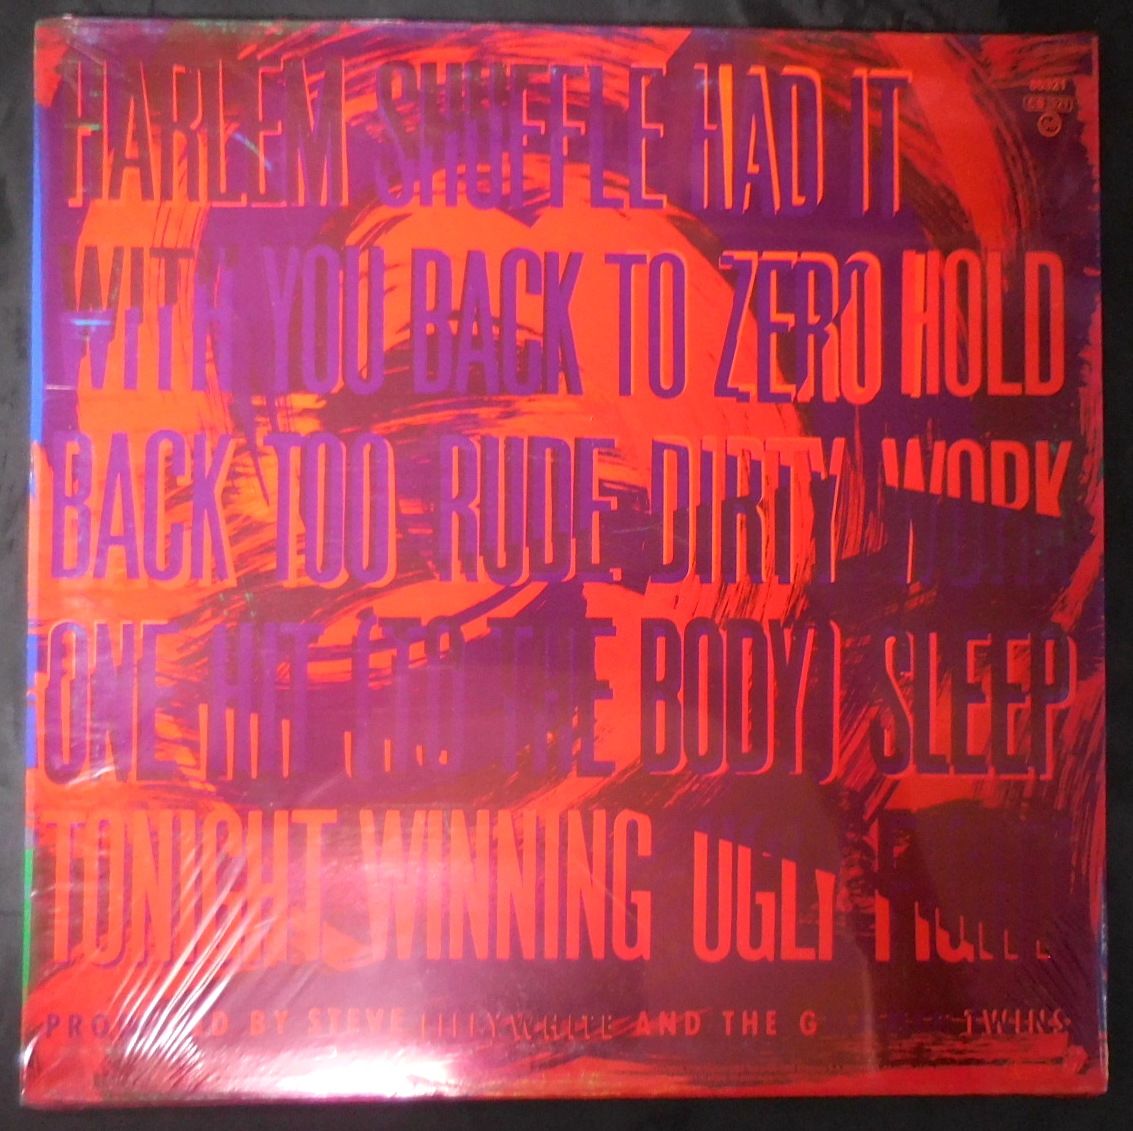 HARLEM SHUFFLE HAD IT
WITH YOU BACK TO ZERO HOLD
BACK TOO RUDE DIRTY WORK
ONE HIT (TO THE BODY) SLEEP
TONIGHT WINNING UGLY FIGHT
PRODUCED BY STEVE LILLYWHITE AND THE G TWINS